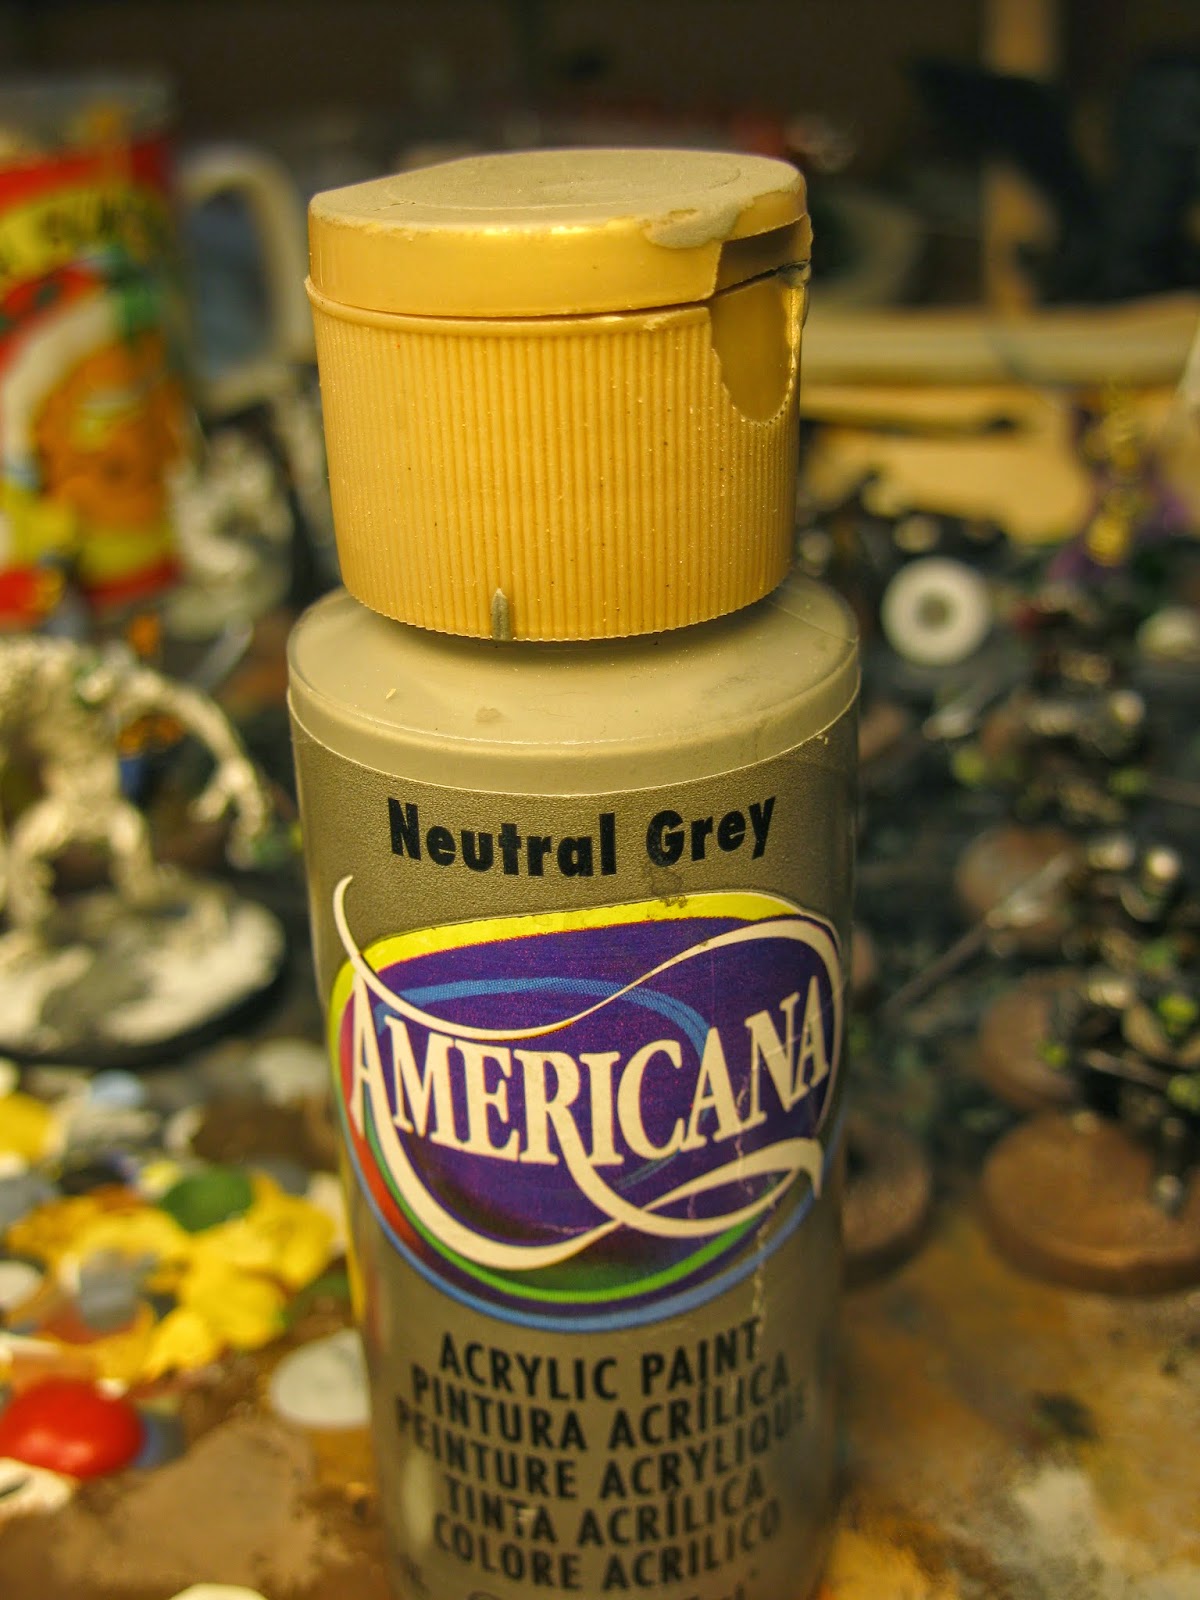 Neutral Grey
AMERICANA
ACRYLIC PAINT
PINTURA ACRÍLICA
PEINTURE ACRYLIQUE
TINTA ACRÍLICA
COLORE ACRILICO